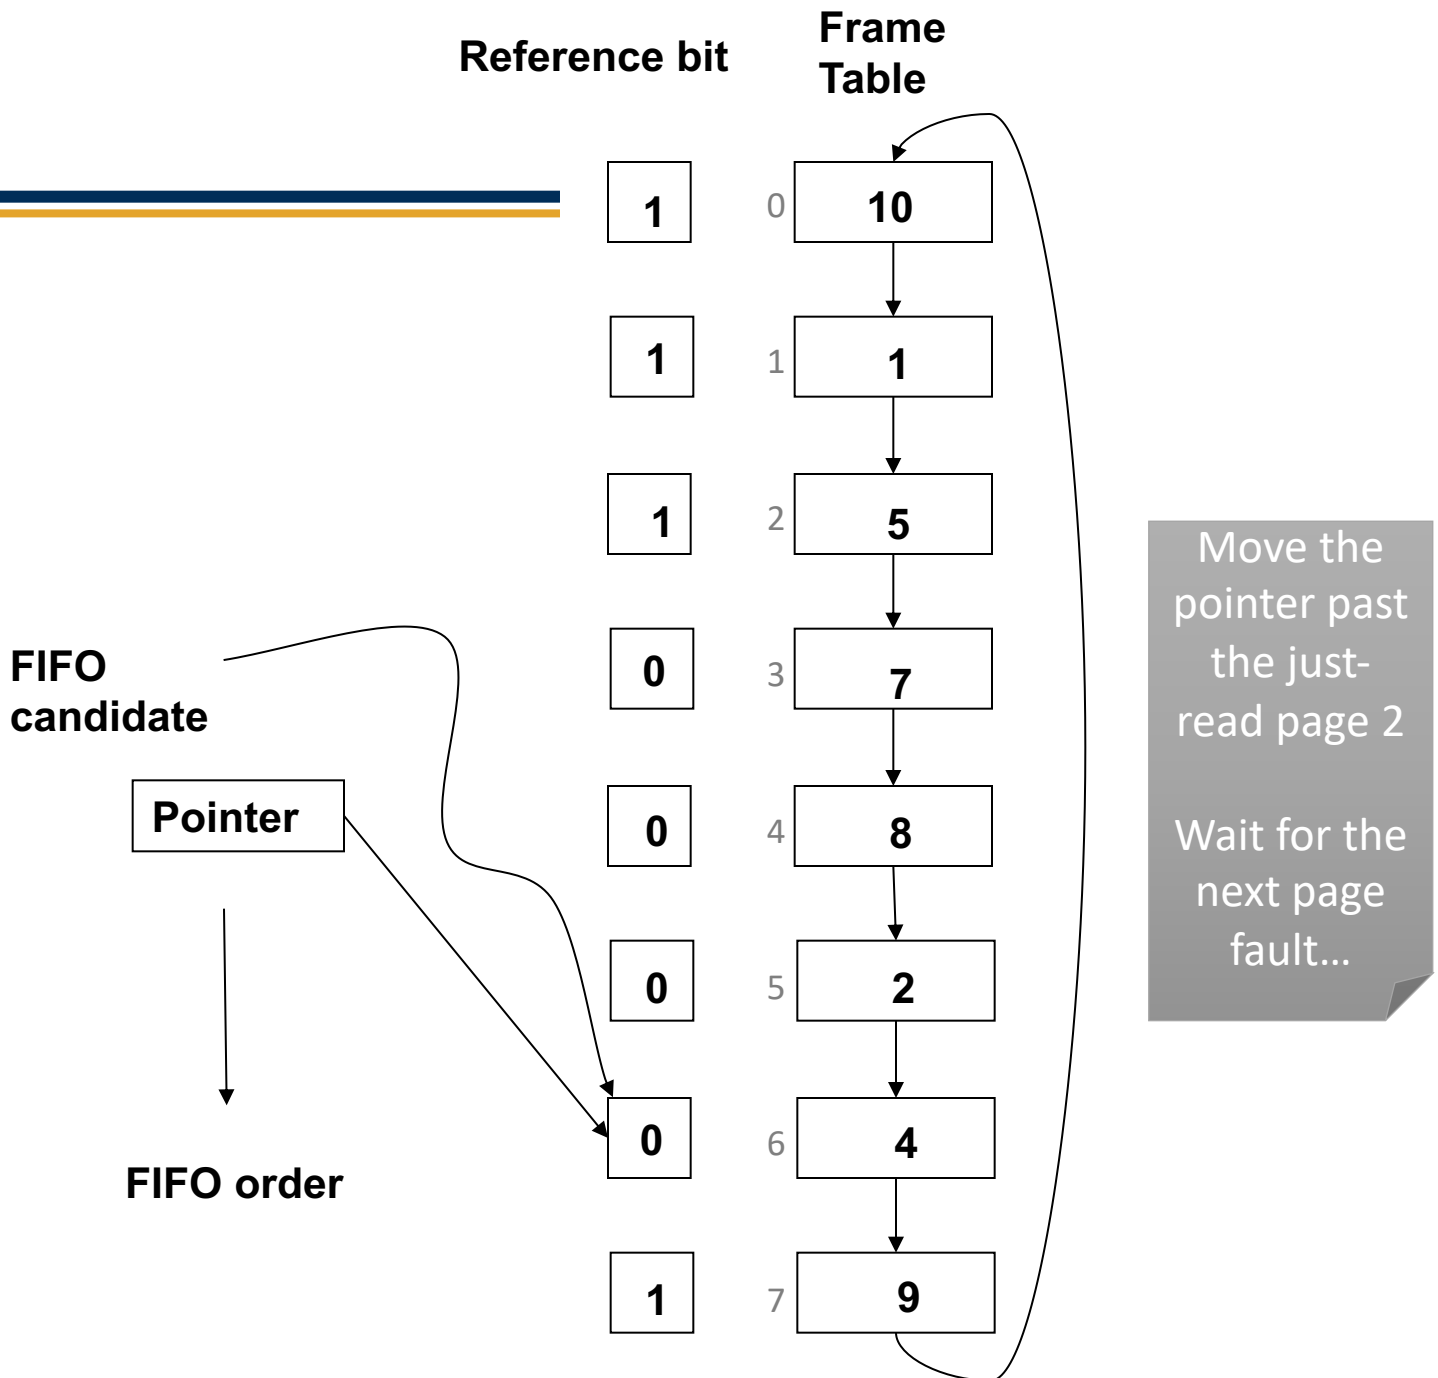 Reference bit
Frame
Table
1
0
10
1
1
1
1
2
5
0
3
7
0
4
8
0
5
2
0
6
4
1
7
9
FIFO
candidate
Pointer
FIFO order
Move the
pointer past
the just-
read page 2
Wait for the
next page
fault…